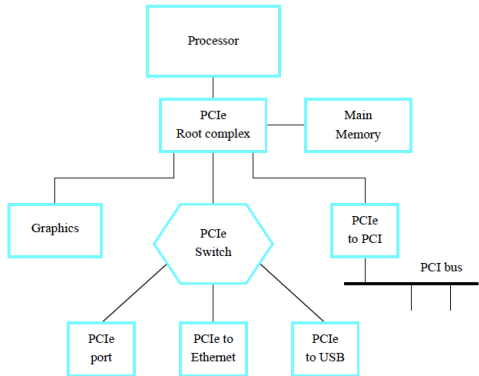 Processor
PCIe
Root complex
Main
Memory
Graphics
PCIe
Switch
PCIe
to PCI
PCI bus
PCIe
port
PCIe to
Ethernet
PCIe
to USB